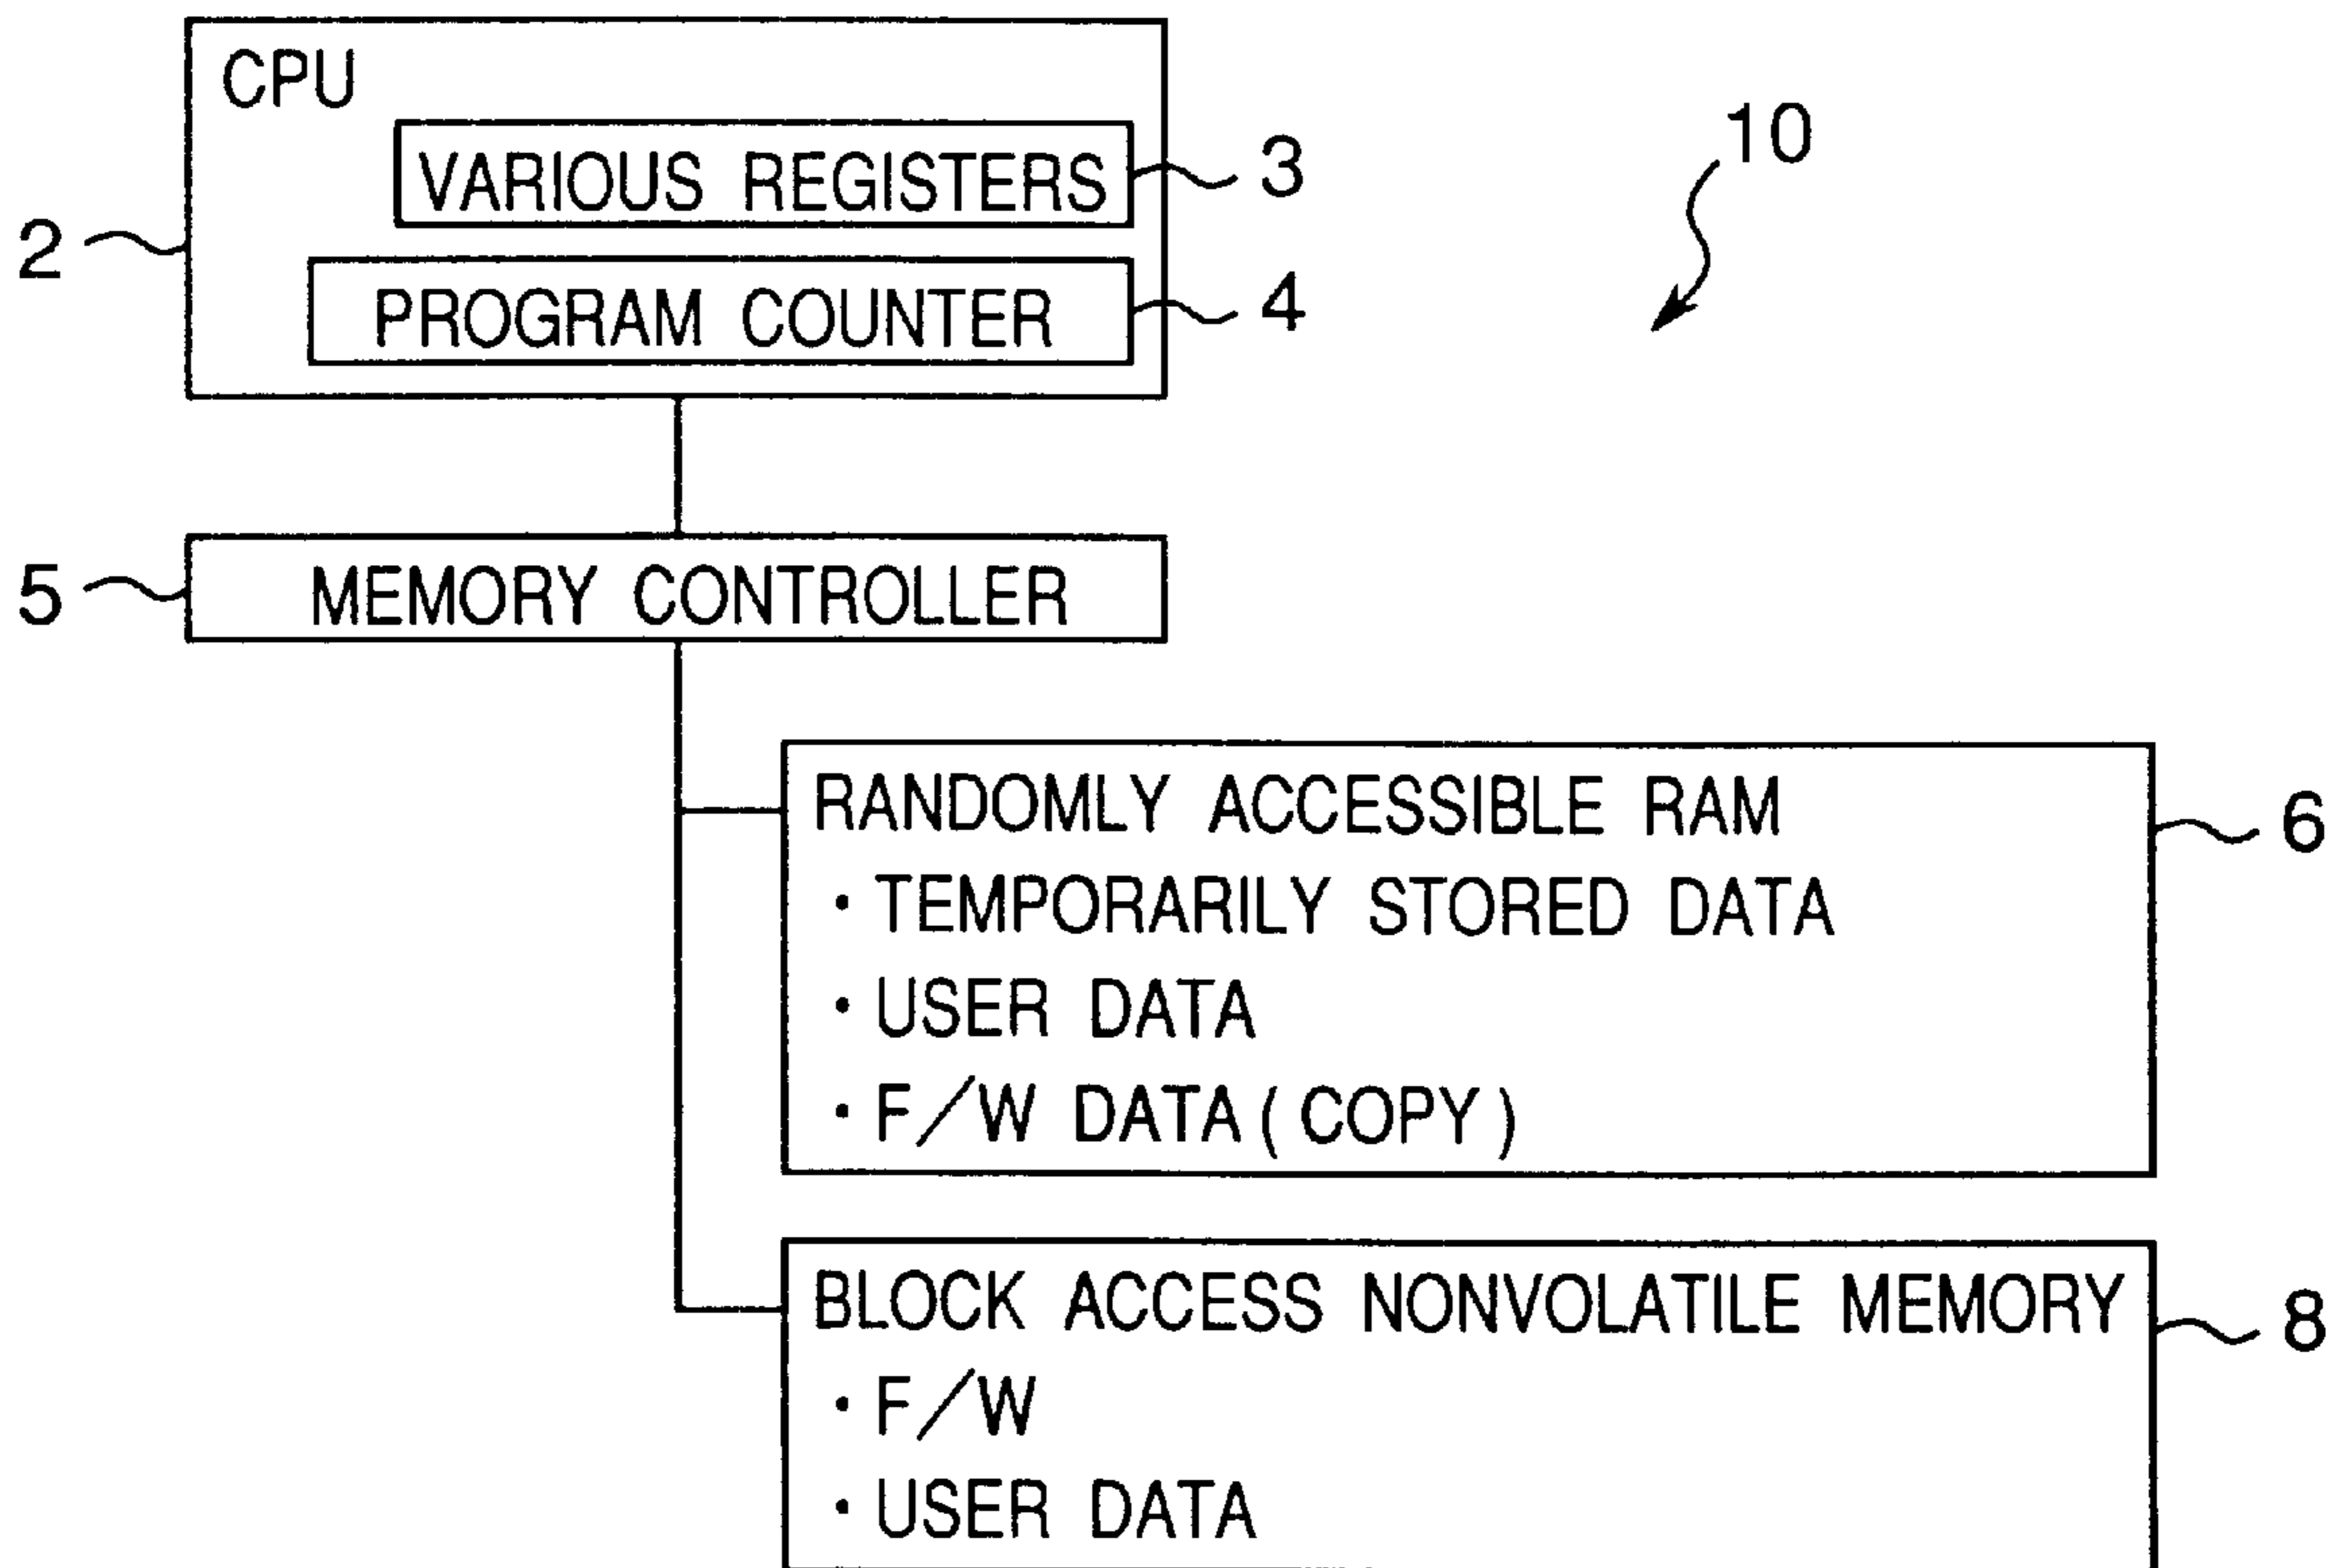 CPU
VARIOUS REGISTERS
3
10
2
PROGRAM COUNTER
4
5
MEMORY CONTROLLER
RANDOMLY ACCESSIBLE RAM
6
・TEMPORARILY STORED DATA
・USER DATA
・F/W DATA(COPY)
BLOCK ACCESS NONVOLATILE MEMORY
8
・F/W
・USER DATA